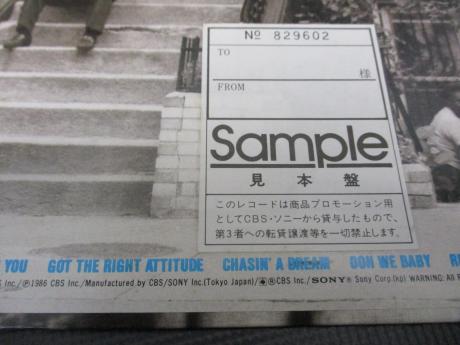 No 829602
TO
様
FROM
Sample
見本盤
このレコードは商品プロモーション用
としてCBS・ソニーから貸与したもので、
第3者への転貸譲渡等を一切禁止します。
YOU GOT THE RIGHT ATTITUDE CHASIN' A DREAM OOH WE BABY
Inc./Ⓟ1986 CBS Inc./Manufactured by CBS/SONY Inc.(Tokyo Japan)/ ® CBS Inc./SONY® Sony Corp.(kp) WARNING: All